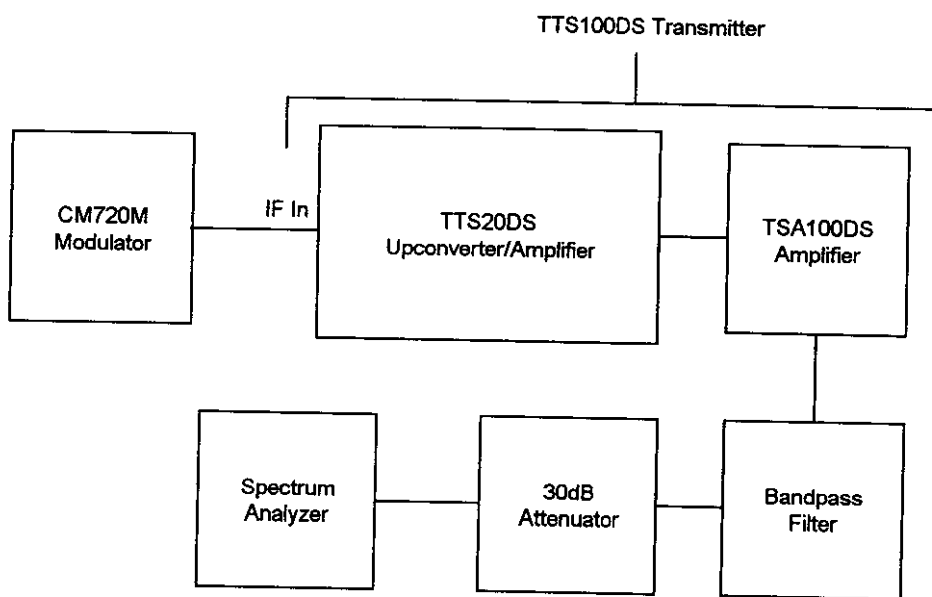 TTS100DS Transmitter
CM720M
Modulator
IF In
TTS20DS
Upconverter/Amplifier
TSA100DS
Amplifier
Spectrum
Analyzer
30dB
Attenuator
Bandpass
Filter